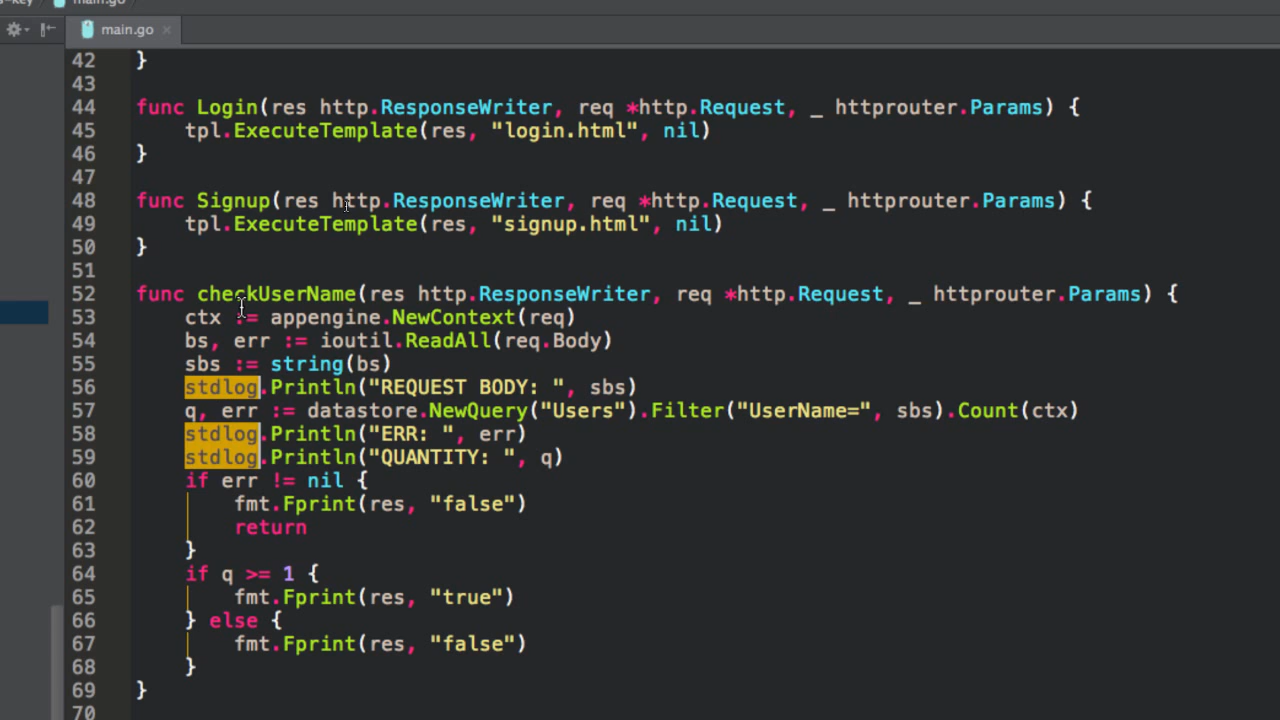 main.go
main.go
42 }
43
44 func Login(res http.ResponseWriter, req *http.Request, _ httprouter.Params) {
45 tpl.ExecuteTemplate(res, "login.html", nil)
46 }
47
48 func Signup(res http.ResponseWriter, req *http.Request, _ httprouter.Params) {
49 tpl.ExecuteTemplate(res, "signup.html", nil)
50 }
51
52 func checkUserName(res http.ResponseWriter, req *http.Request, _ httprouter.Params) {
53 ctx := appengine.NewContext(req)
54 bs, err := ioutil.ReadAll(req.Body)
55 sbs := string(bs)
56 stdlog.Println("REQUEST BODY: ", sbs)
57 q, err := datastore.NewQuery("Users").Filter("UserName=", sbs).Count(ctx)
58 stdlog.Println("ERR: ", err)
59 stdlog.Println("QUANTITY: ", q)
60 if err != nil {
61 fmt.Fprint(res, "false")
62 return
63 }
64 if q >= 1 {
65 fmt.Fprint(res, "true")
66 } else {
67 fmt.Fprint(res, "false")
68 }
69 }
70